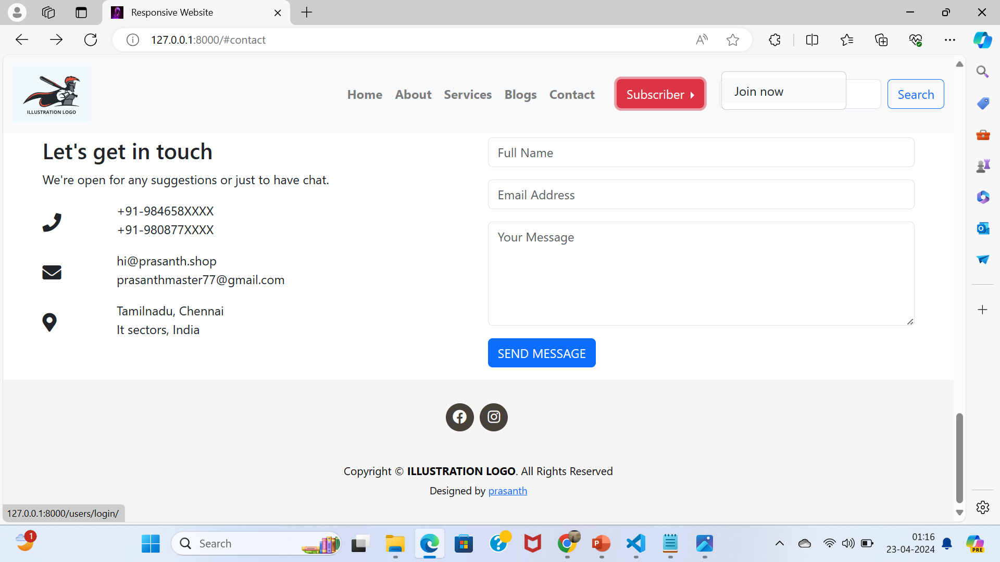 Responsive Website
127.0.0.1:8000/#contact
ILLUSTRATION LOGO
Home About Services Blogs Contact Subscriber Join now Search
Let's get in touch
We're open for any suggestions or just to have chat.
+91-984658XXXX
+91-980877XXXX
hi@prasanth.shop
prasanthmaster77@gmail.com
Tamilnadu, Chennai
It sectors, India
Full Name
Email Address
Your Message
SEND MESSAGE
Copyright © ILLUSTRATION LOGO. All Rights Reserved
Designed by prasanth
127.0.0.1:8000/users/login/
1
Search
PRE
01:16
23-04-2024